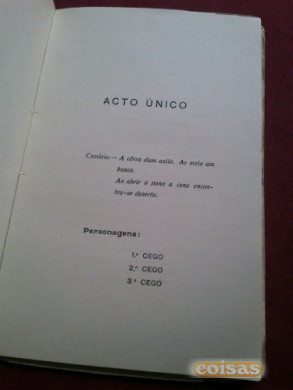 ACTO ÚNICO
Cenário — A cêrca dum asilo. Ao meio um
banco.
Ao abrir o pano a cena encon-
tra-se deserta.
Personagens:
1.º CEGO
2.º CEGO
3.º CEGO
coisas